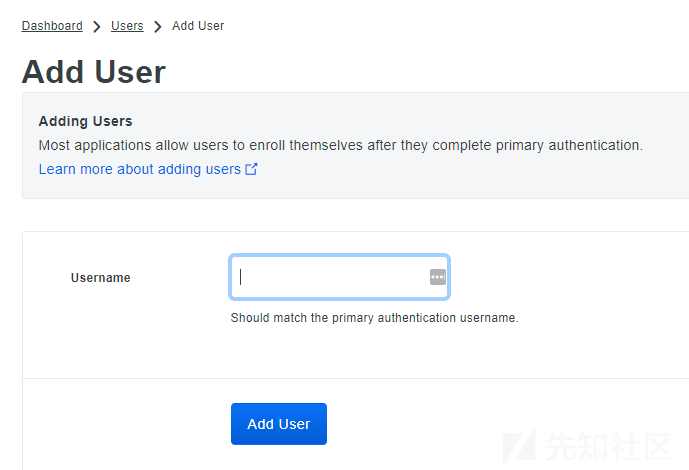 Dashboard > Users > Add User
Add User
Adding Users
Most applications allow users to enroll themselves after they complete primary authentication.
Learn more about adding users
Username
Should match the primary authentication username.
Add User
先知社区